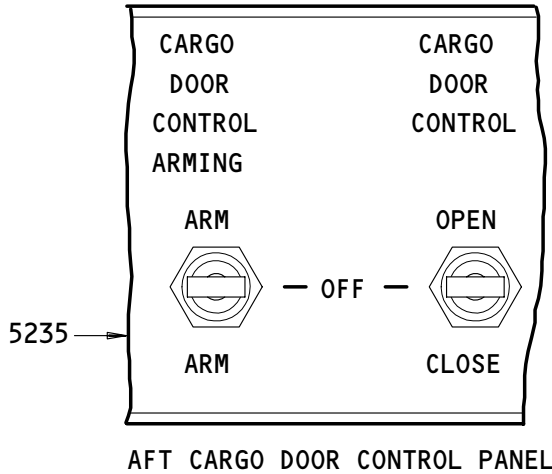 CARGO
DOOR
CONTROL
ARMING
CARGO
DOOR
CONTROL
ARM
OPEN
OFF
5235
ARM
CLOSE
AFT CARGO DOOR CONTROL PANEL